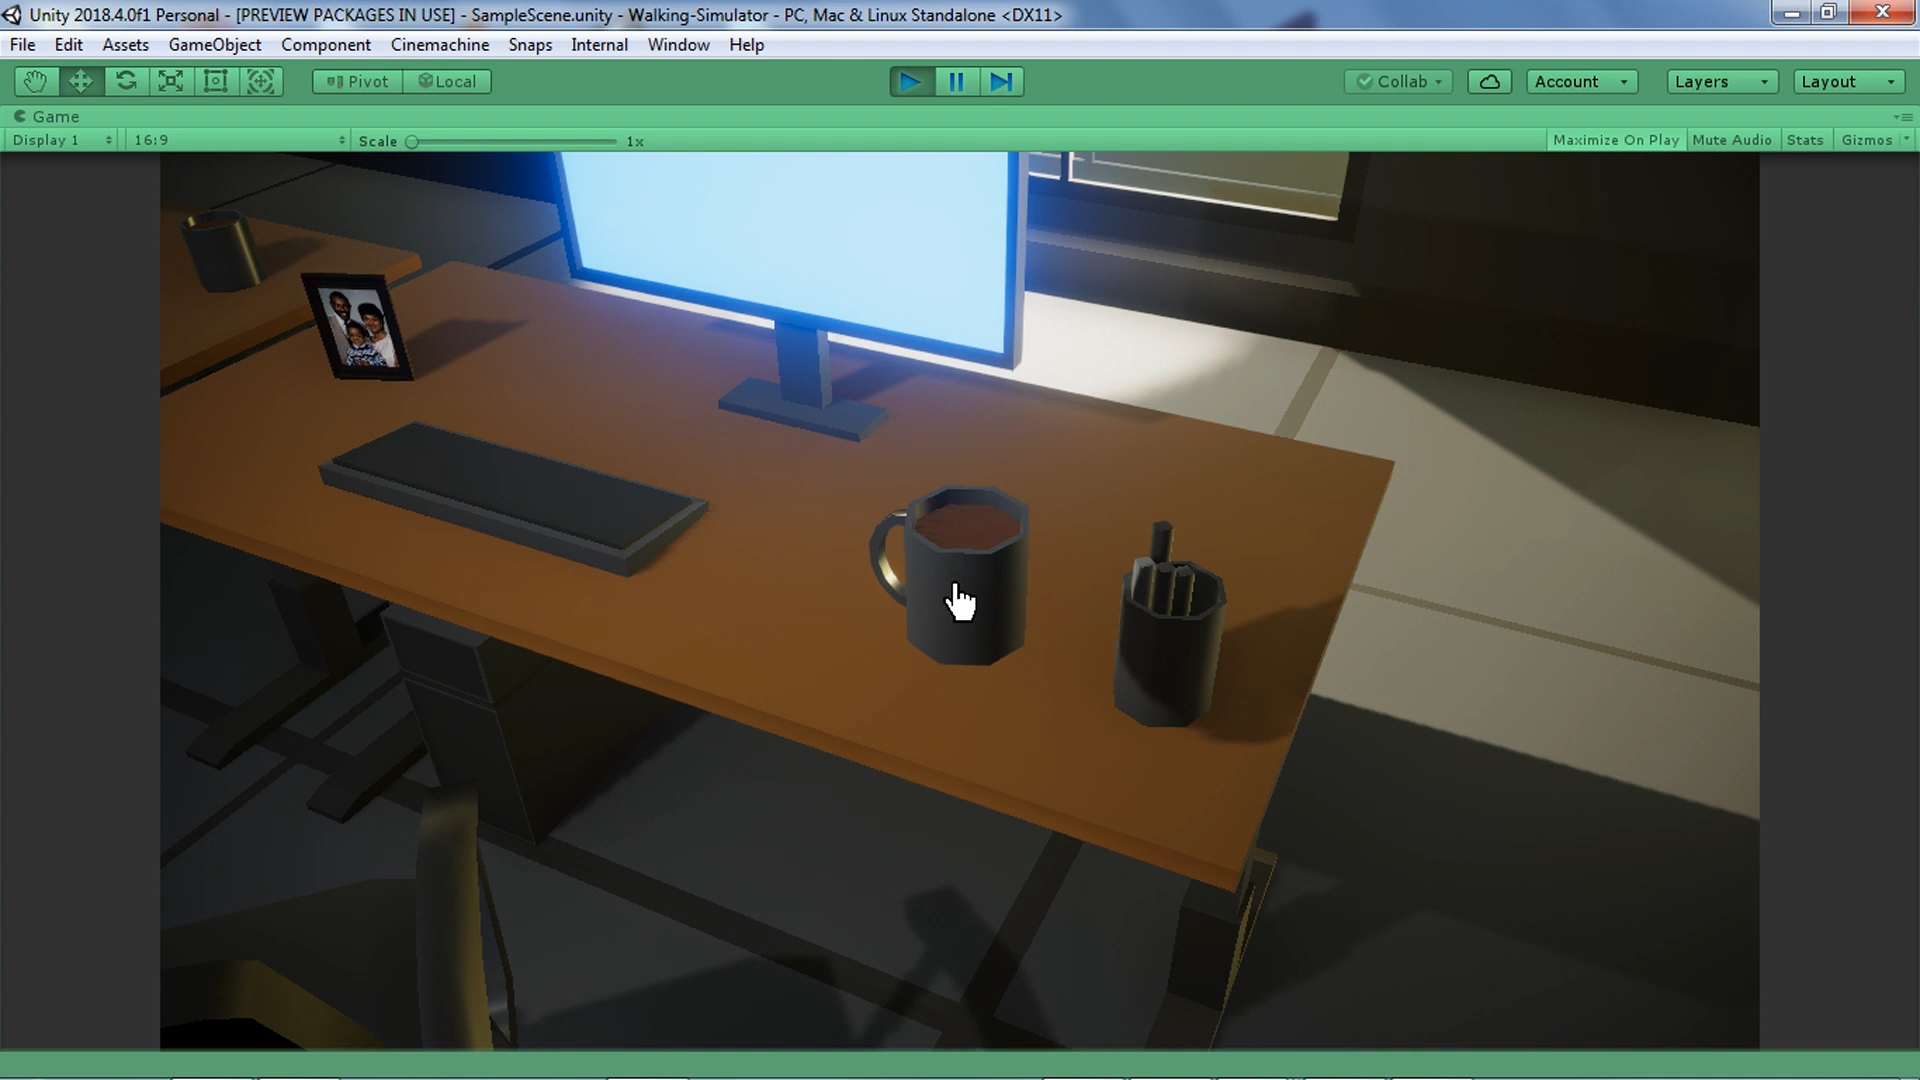 Unity 2018.4.0f1 Personal - [PREVIEW PACKAGES IN USE] - SampleScene.unity - Walking-Simulator - PC, Mac & Linux Standalone <DX11>
File Edit Assets GameObject Component Cinemachine Snaps Internal Window Help
Pivot Local Collab Account Layers Layout
Game
Display 1 16:9 Scale 1x Maximize On Play Mute Audio Stats Gizmos